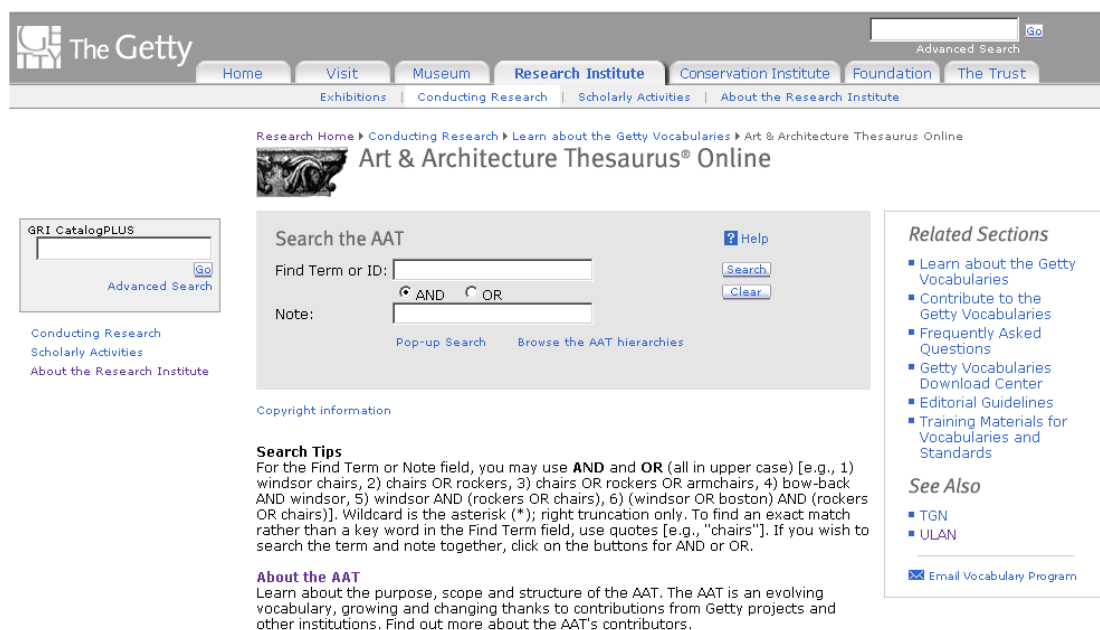 GETTY The Getty
Go
Advanced Search
Home Visit Museum Research Institute Conservation Institute Foundation The Trust
Exhibitions | Conducting Research | Scholarly Activities | About the Research Institute
Research Home Conducting Research Learn about the Getty Vocabularies Art & Architecture Thesaurus Online
Art & Architecture Thesaurus® Online
GRI CatalogPLUS
Go
Advanced Search
Conducting Research
Scholarly Activities
About the Research Institute
Search the AAT
? Help
Find Term or ID:
Search
AND OR
Clear
Note:
Pop-up Search Browse the AAT hierarchies
Copyright information
Search Tips
For the Find Term or Note field, you may use AND and OR (all in upper case) [e.g., 1)
windsor chairs, 2) chairs OR rockers, 3) chairs OR rockers OR armchairs, 4) bow-back
AND windsor, 5) windsor AND (rockers OR chairs), 6) (windsor OR boston) AND (rockers
OR chairs)]. Wildcard is the asterisk (*); right truncation only. To find an exact match
rather than a key word in the Find Term field, use quotes [e.g., "chairs"]. If you wish to
search the term and note together, click on the buttons for AND or OR.
About the AAT
Learn about the purpose, scope and structure of the AAT. The AAT is an evolving
vocabulary, growing and changing thanks to contributions from Getty projects and
other institutions. Find out more about the AAT's contributors.
Related Sections
Learn about the Getty
Vocabularies
Contribute to the
Getty Vocabularies
Frequently Asked
Questions
Getty Vocabularies
Download Center
Editorial Guidelines
Training Materials for
Vocabularies and
Standards
See Also
TGN
ULAN
Email Vocabulary Program